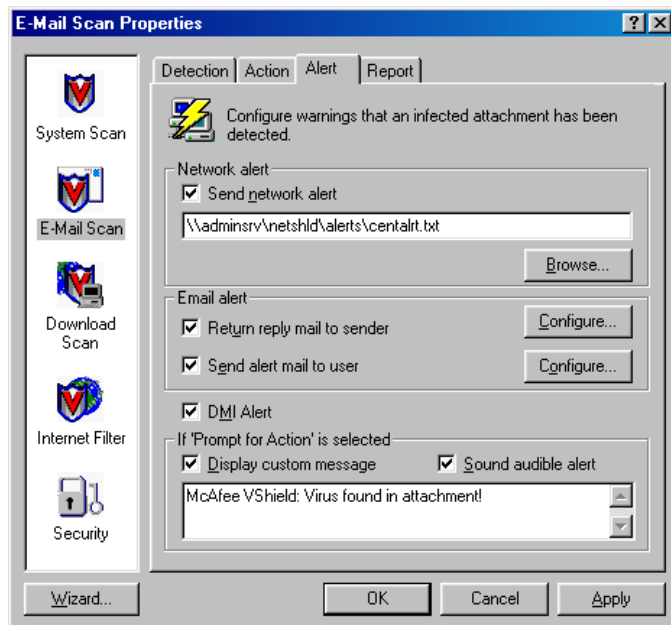 E-Mail Scan Properties
System Scan
E-Mail Scan
Download
Scan
Internet Filter
Security
Detection
Action
Alert
Report
Configure warnings that an infected attachment has been
detected.
Network alert
Send network alert
\\adminsrv\netshld\alerts\centalrt.txt
Browse...
Email alert
Return reply mail to sender
Configure...
Send alert mail to user
Configure...
DMI Alert
If 'Prompt for Action' is selected
Display custom message
Sound audible alert
McAfee VShield: Virus found in attachment!
Wizard...
OK
Cancel
Apply